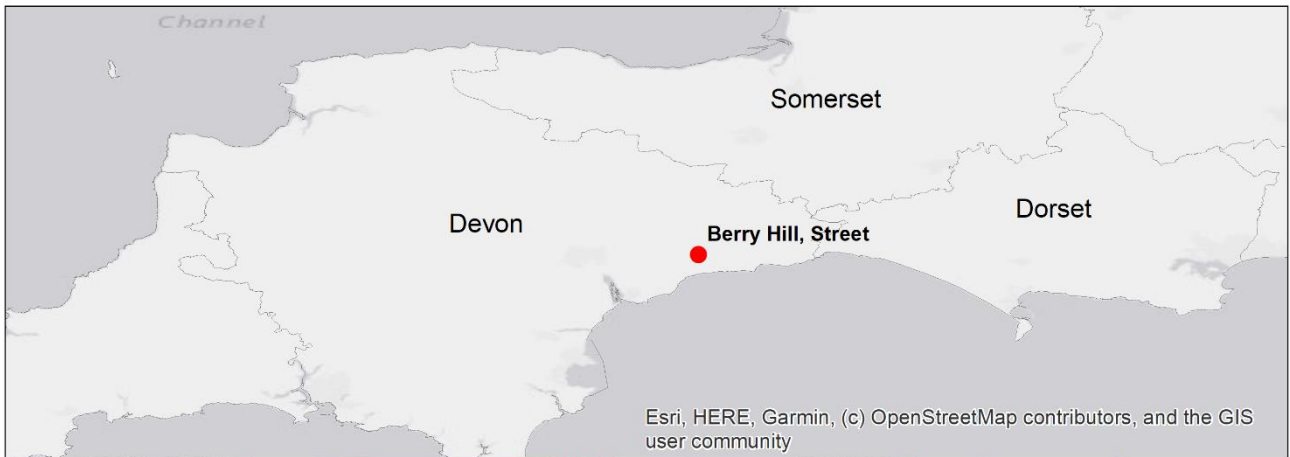 Channel
Somerset
Devon
Dorset
Berry Hill, Street
Esri, HERE, Garmin, (c) OpenStreetMap contributors, and the GIS
user community